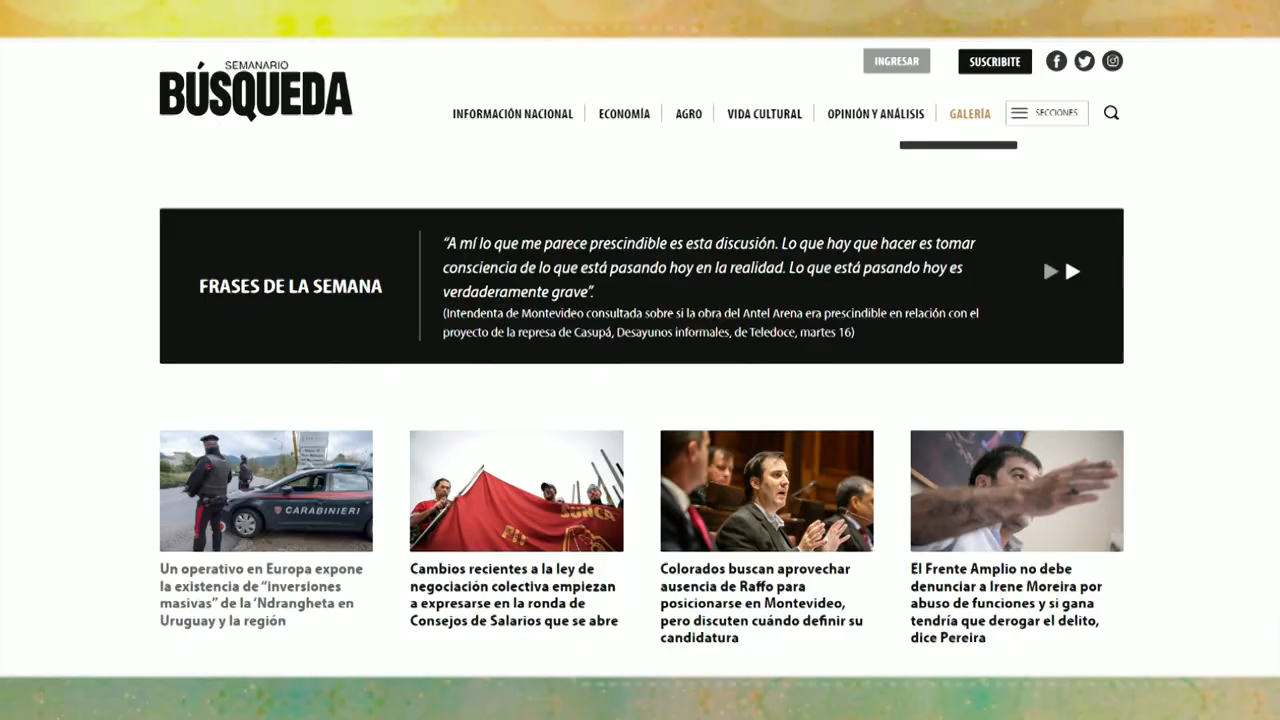 SEMANARIO
BÚSQUEDA
INGRESAR
SUSCRIBITE
INFORMACIÓN NACIONAL
ECONOMÍA
AGRO
VIDA CULTURAL
OPINIÓN Y ANÁLISIS
GALERÍA
SECCIONES
FRASES DE LA SEMANA
“A mí lo que me parece prescindible es esta discusión. Lo que hay que hacer es tomar
consciencia de lo que está pasando hoy en la realidad. Lo que está pasando hoy es
verdaderamente grave”.
(Intendenta de Montevideo consultada sobre si la obra del Antel Arena era prescindible en relación con el
proyecto de la represa de Casupá, Desayunos informales, de Teledoce, martes 16)
CARABINIERI
SUNCA
Un operativo en Europa expone
la existencia de “inversiones
masivas” de la ‘Ndrangheta en
Uruguay y la región
Cambios recientes a la ley de
negociación colectiva empiezan
a expresarse en la ronda de
Consejos de Salarios que se abre
Colorados buscan aprovechar
ausencia de Raffo para
posicionarse en Montevideo,
pero discuten cuándo definir su
candidatura
El Frente Amplio no debe
denunciar a Irene Moreira por
abuso de funciones y si gana
tendría que derogar el delito,
dice Pereira